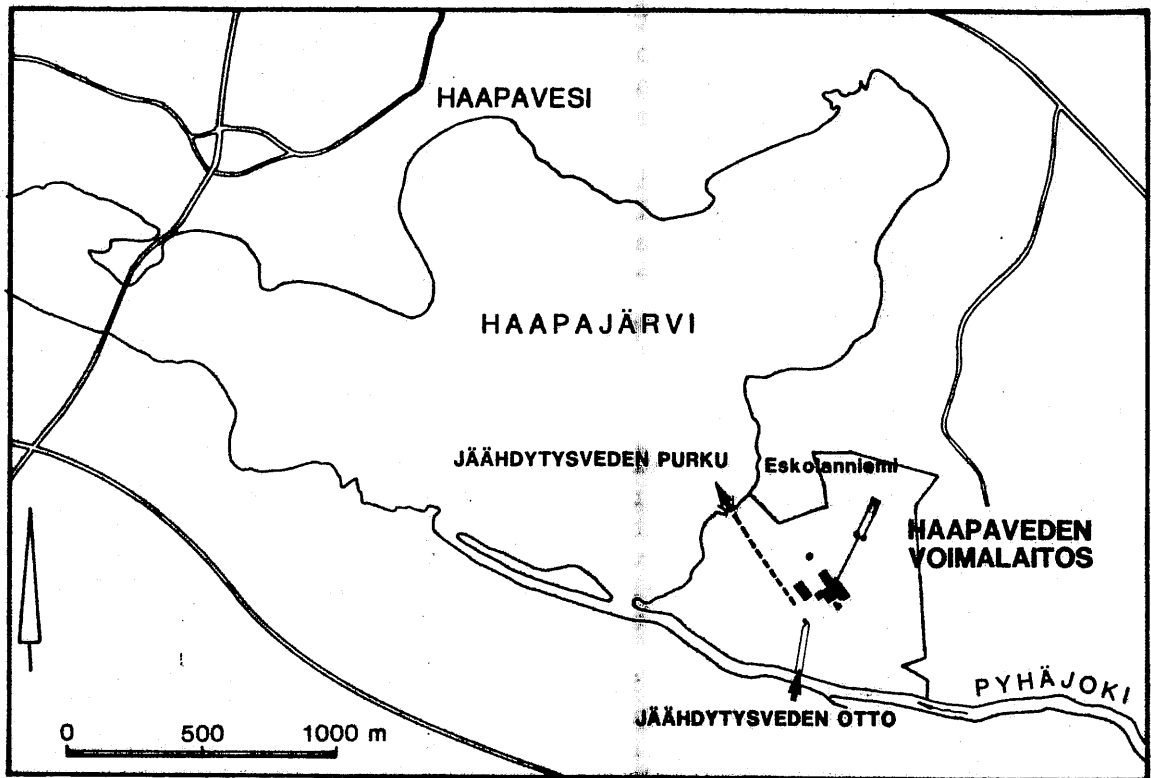 HAAPAVESI
HAAPAJÄRVI
JÄÄHDYTYSVEDEN PURKU
Eskolanniemi
HAAPAVEDEN
VOIMALAITOS
PYHÄJOKI
JÄÄHDYTYSVEDEN OTTO
0 500 1000 m